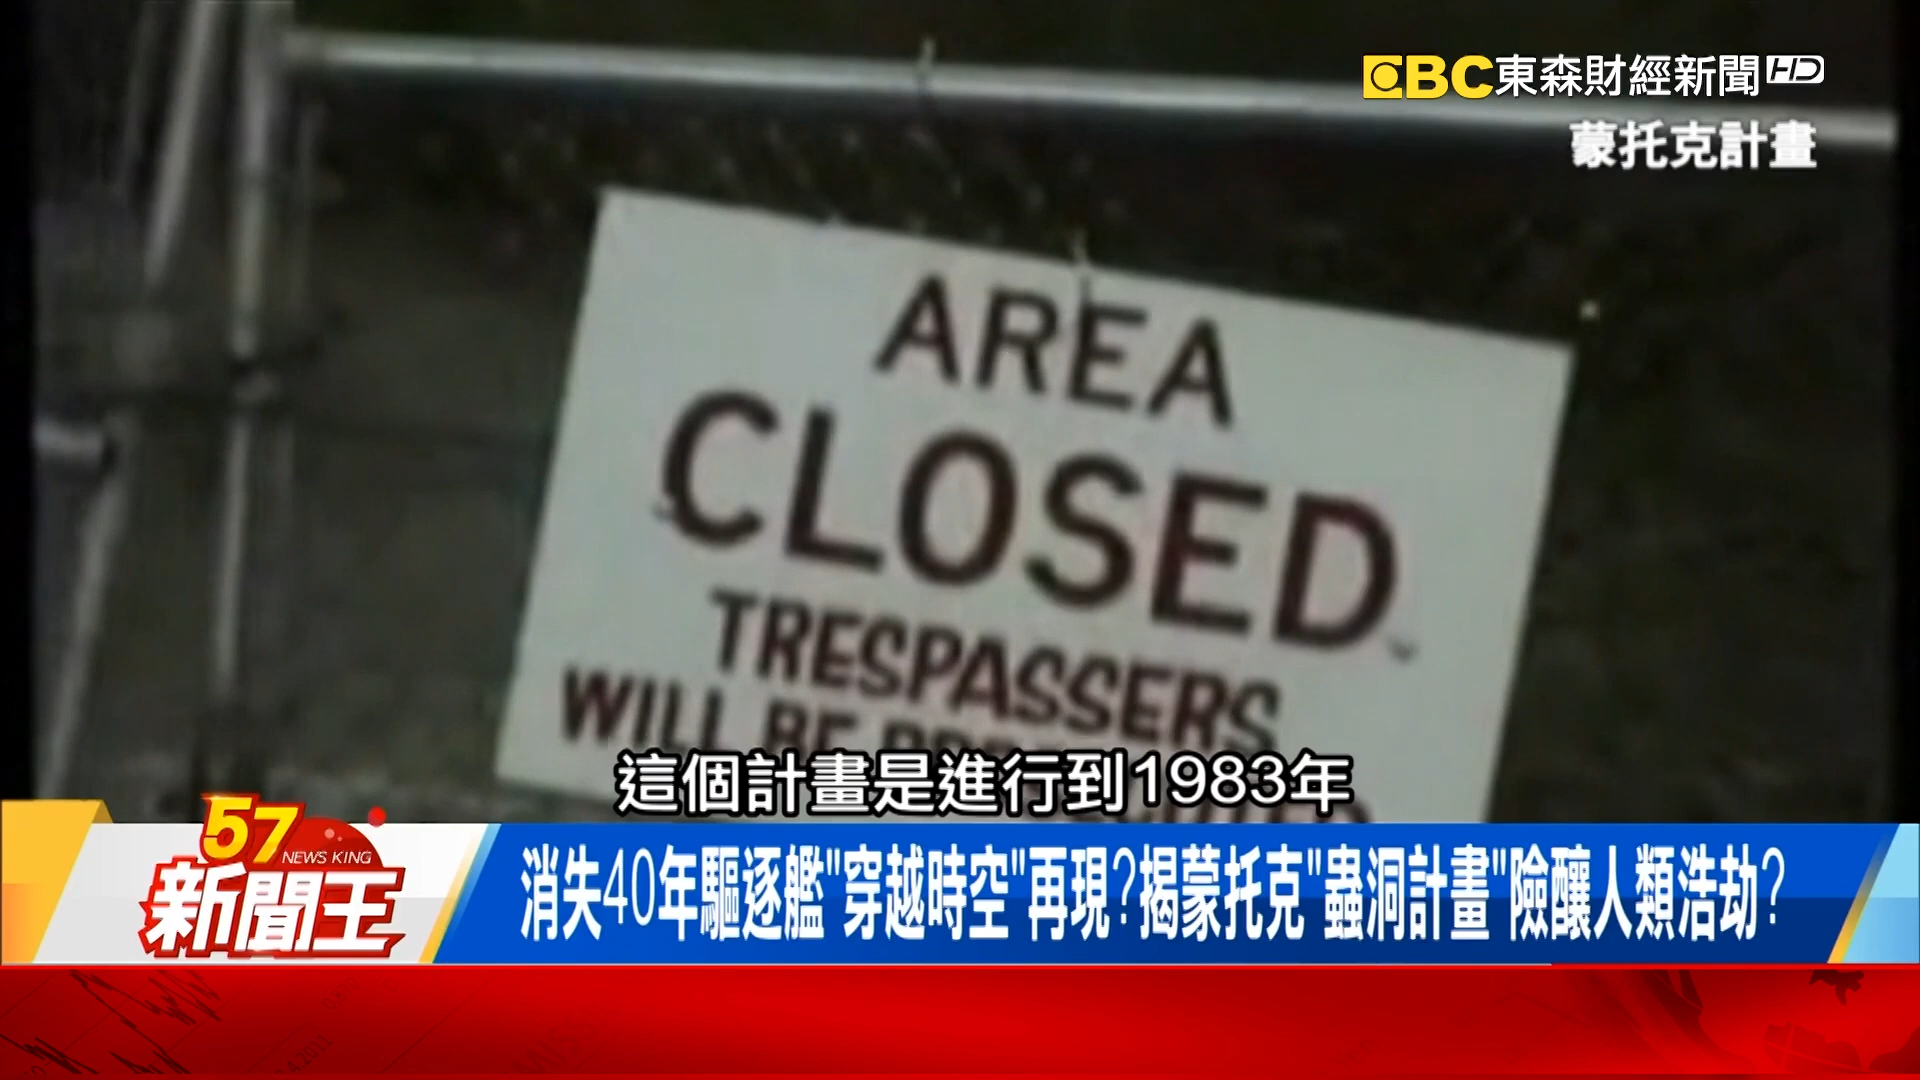 EBC東森財經新聞HD
蒙托克計畫
AREA
CLOSED
TRESPASSERS
WILL BE
這個計畫是進行到1983年
57
NEWS KING
新聞王
消失40年驅逐艦"穿越時空"再現?揭蒙托克"蟲洞計畫"險釀人類浩劫?